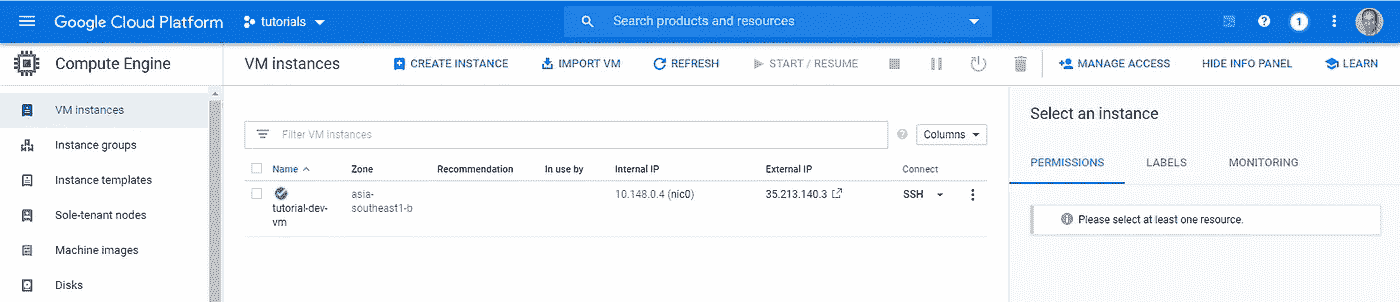 Google Cloud Platform tutorials Search products and resources ? 1
Compute Engine VM instances CREATE INSTANCE IMPORT VM REFRESH START / RESUME MANAGE ACCESS HIDE INFO PANEL LEARN
VM instances
Instance groups
Instance templates
Sole-tenant nodes
Machine images
Disks
Filter VM instances ? Columns
Name Zone Recommendation In use by Internal IP External IP Connect
tutorial-dev-
vm
asia-
southeast1-b
10.148.0.4 (nic0) 35.213.140.3 SSH
Select an instance
PERMISSIONS LABELS MONITORING
Please select at least one resource.